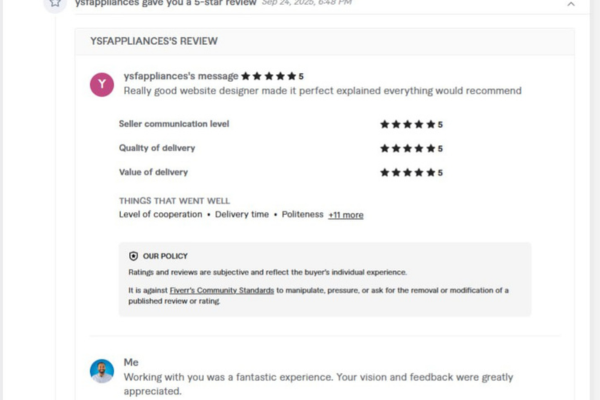 ysfappliances gave you a 5-star review Sep 24, 2025, 6:48 PM
YSFAPPLIANCES'S REVIEW
Y
ysfappliances's message ★★★★★ 5
Really good website designer made it perfect explained everything would recommend
Seller communication level ★★★★★ 5
Quality of delivery ★★★★★ 5
Value of delivery ★★★★★ 5
THINGS THAT WENT WELL
Level of cooperation • Delivery time • Politeness +11 more
OUR POLICY
Ratings and reviews are subjective and reflect the buyer's individual experience.
It is against Fiverr's Community Standards to manipulate, pressure, or ask for the removal or modification of a
published review or rating.
Me
Working with you was a fantastic experience. Your vision and feedback were greatly
appreciated.